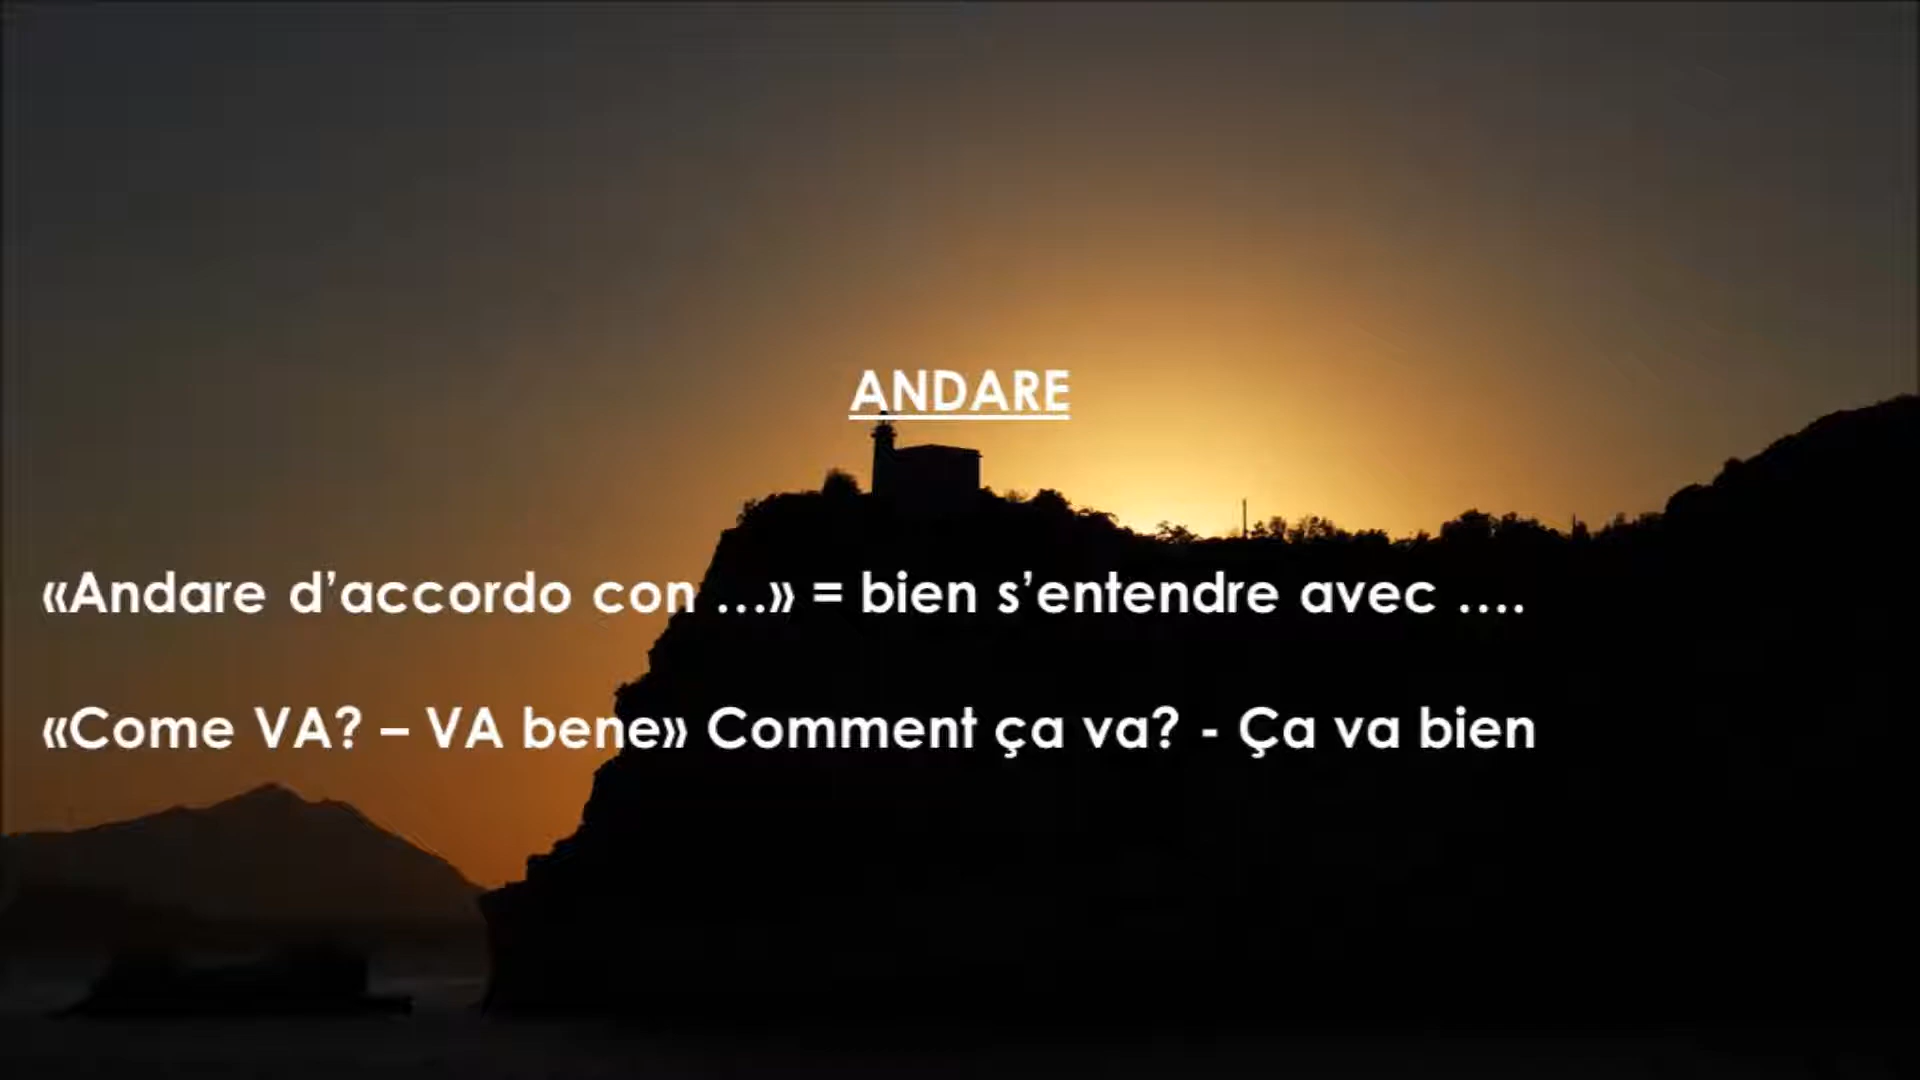 ANDARE
«Andare d’accordo con …» = bien s’entendre avec ….
«Come VA? – VA bene» Comment ça va? - Ça va bien